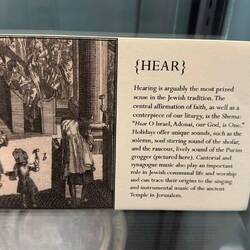 {HEAR}
Hearing is arguably the most prized
sense in the Jewish tradition. The
central affirmation of faith, as well as a
centerpiece of our liturgy, is the Shema:
"Hear O Israel, Adonai, our God, is One."
Holidays offer unique sounds, such as the
solemn, soul stirring sound of the shofar,
and the raucous, lively sound of the Purim
grogger (pictured here). Cantorial and
synagogue music also play an important
role in Jewish communal life and worship
and can trace their origins to the singing
and instrumental music of the ancient
Temple in Jerusalem.